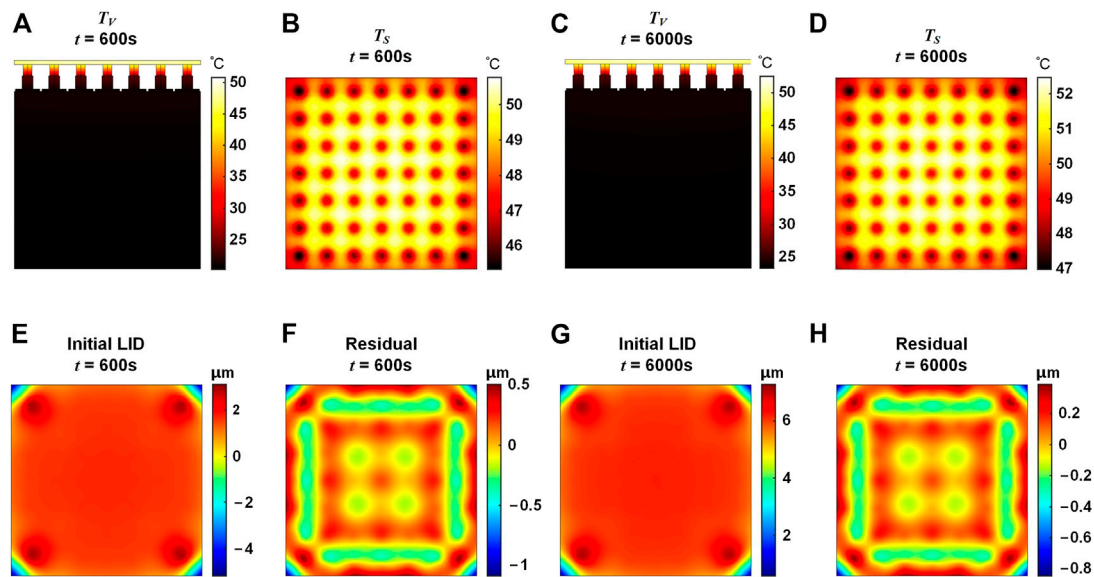 A
T_V
t = 600s
°C
50
45
40
35
30
25
B
T_S
t = 600s
°C
50
49
48
47
46
C
T_V
t = 6000s
°C
50
45
40
35
30
25
D
T_S
t = 6000s
°C
52
51
50
49
48
47
E
Initial LID
t = 600s
µm
2
0
−2
−4
F
Residual
t = 600s
µm
0.5
0
−0.5
−1
G
Initial LID
t = 6000s
µm
6
4
2
H
Residual
t = 6000s
µm
0.2
0
−0.2
−0.4
−0.6
−0.8